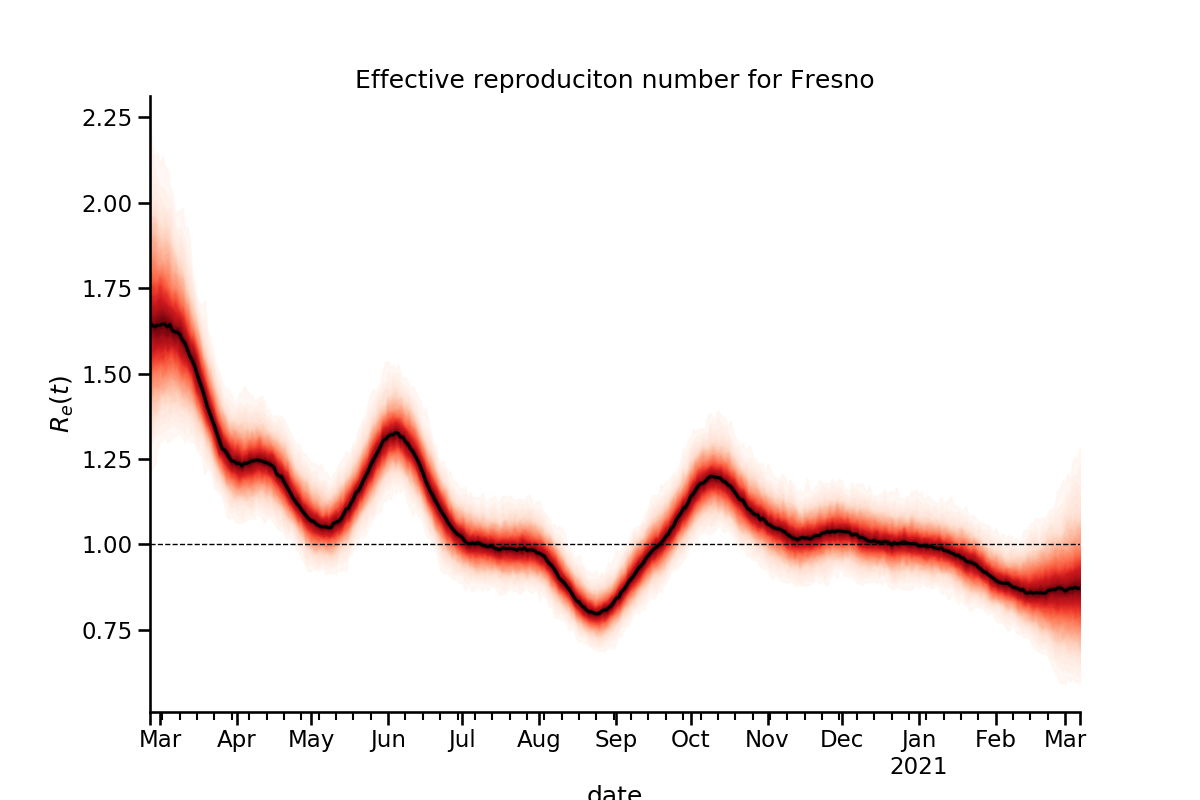 Effective reproduciton number for Fresno
2.25
2.00
1.75
1.50
1.25
1.00
0.75
Re(t)
Mar Apr May Jun Jul Aug Sep Oct Nov Dec Jan Feb Mar
2021
date